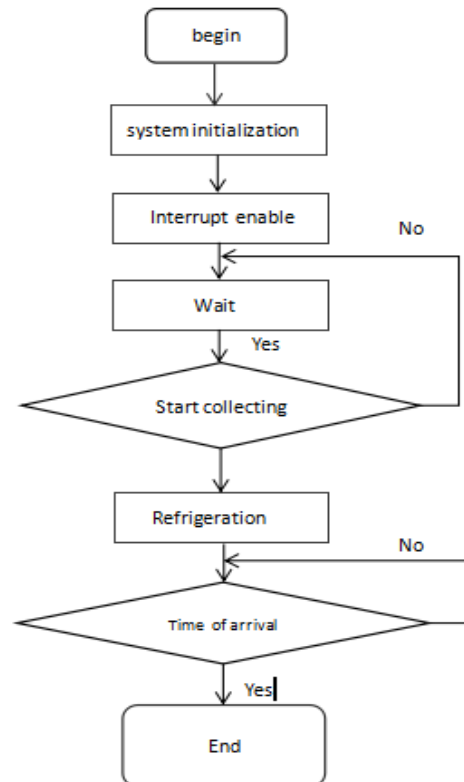 begin
system initialization
Interrupt enable
No
Wait
Yes
Start collecting
Refrigeration
No
Time of arrival
Yes
End